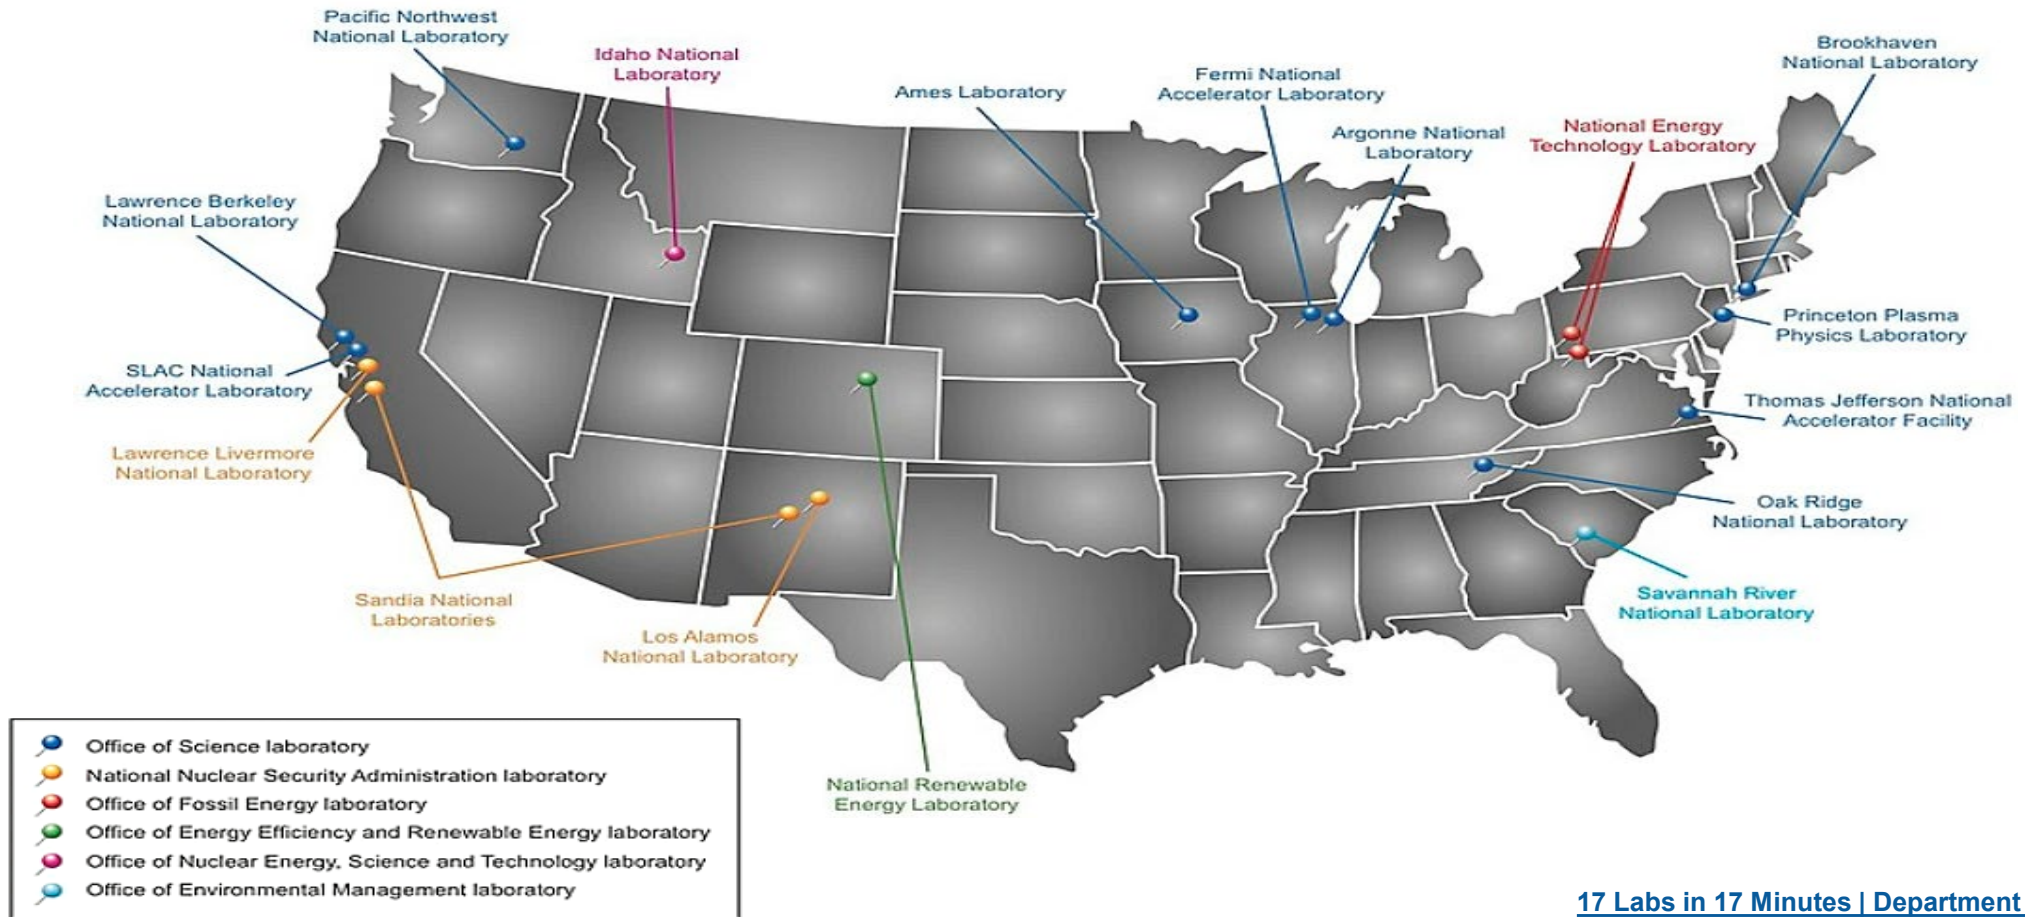 Pacific Northwest
National Laboratory
Idaho National
Laboratory
Ames Laboratory
Fermi National
Accelerator Laboratory
Argonne National
Laboratory
National Energy
Technology Laboratory
Brookhaven
National Laboratory
Lawrence Berkeley
National Laboratory
SLAC National
Accelerator Laboratory
Lawrence Livermore
National Laboratory
Sandia National
Laboratories
Los Alamos
National Laboratory
National Renewable
Energy Laboratory
Princeton Plasma
Physics Laboratory
Thomas Jefferson National
Accelerator Facility
Oak Ridge
National Laboratory
Savannah River
National Laboratory
Office of Science laboratory
National Nuclear Security Administration laboratory
Office of Fossil Energy laboratory
Office of Energy Efficiency and Renewable Energy laboratory
Office of Nuclear Energy, Science and Technology laboratory
Office of Environmental Management laboratory
17 Labs in 17 Minutes | Department